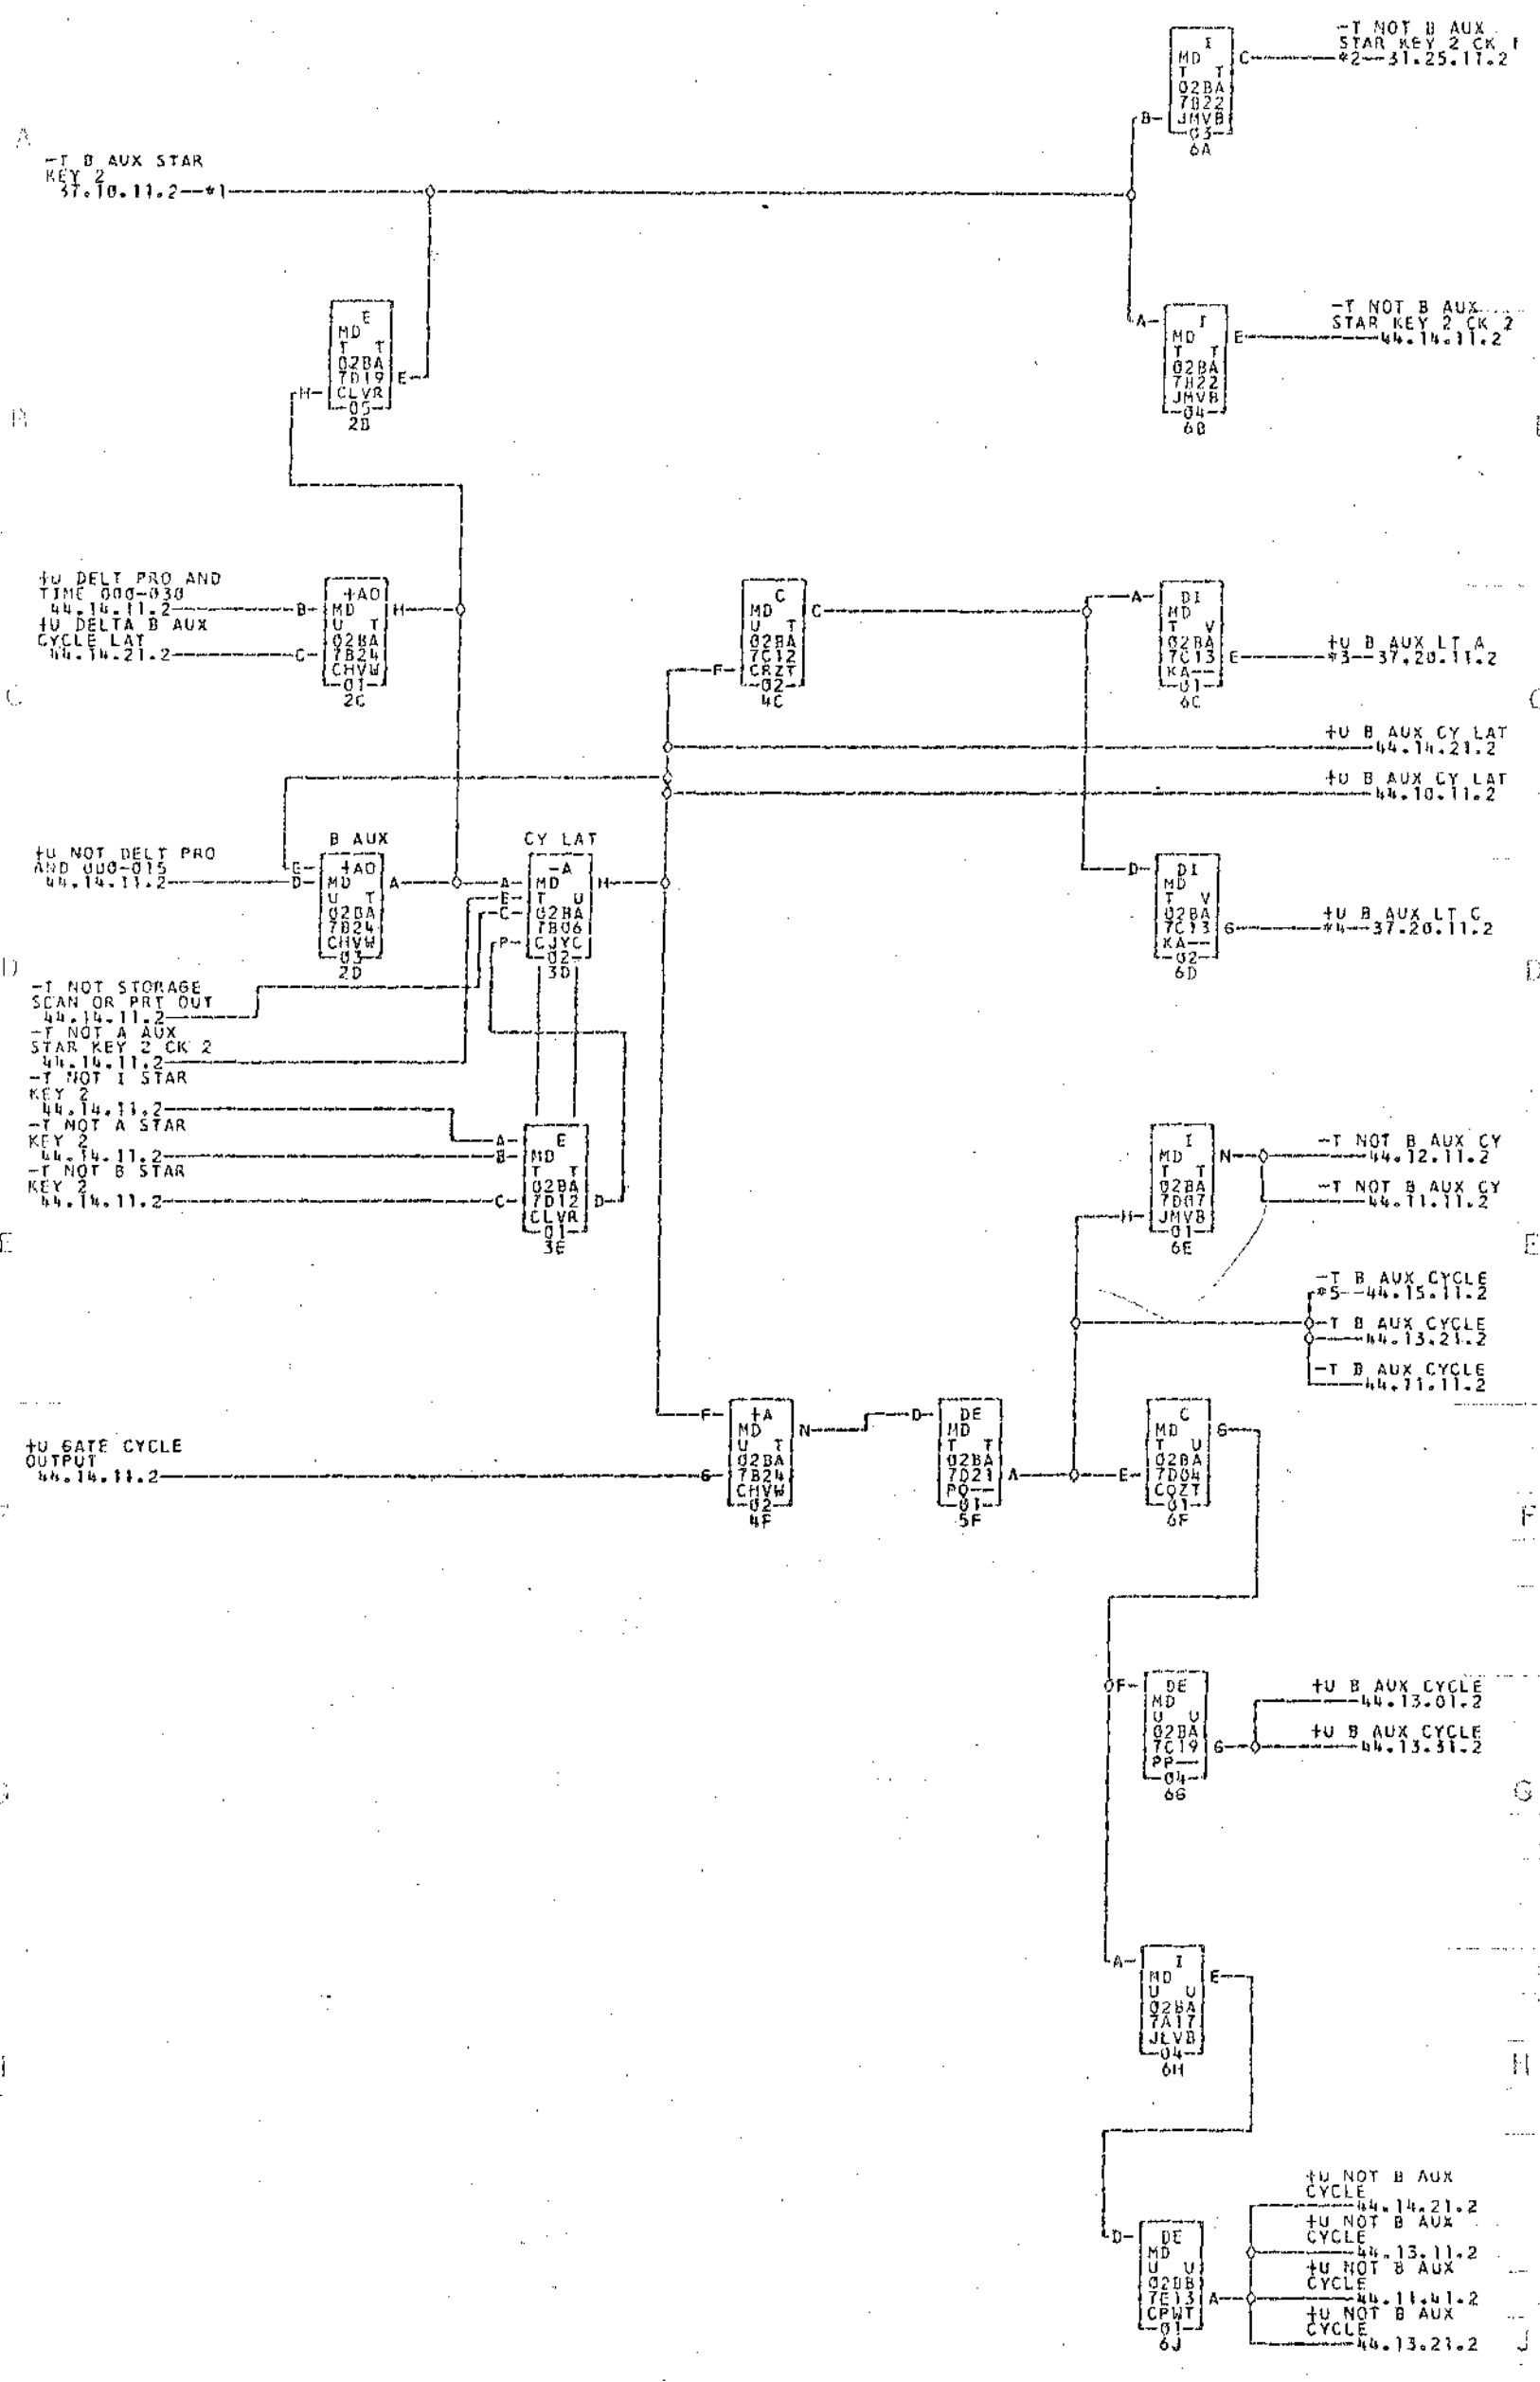 -T NOT B AUX
STAR KEY 2 CK
*2--31.25.11.2
I
MD C
T T
02BA
7B22
B- JMVB
03
6A
A
-T B AUX STAR
KEY 2
37.10.11.2--*1
E
MD
T T
02BA
7D19 E
H- CLVR
05
2B
-T NOT B AUX
STAR KEY 2 CK 2
44.14.11.2
A- I
MD E
T T
02BA
7B22
JMVB
04
6B
B
+U DELT PRO AND
TIME 000-030
44.14.11.2
+U DELTA B AUX
CYCLE LAT
44.14.21.2
+AO
B- MD H
U T
02BA
C- 7B24
CHVW
01
2C
C
MD C
U T
02BA
7C12
F- CRZT
02
4C
A- DI
MD
T V
02BA
7C13 E
KA--
01
6C
+U B AUX LT A
*3--37.20.11.2
C
C
+U B AUX CY LAT
44.14.21.2
+U B AUX CY LAT
44.10.11.2
+U NOT DELT PRO
AND 000-015
44.14.11.2
B AUX
+AO
D- MD A
U T
02BA
7B24
CHVW
03
2D
CY LAT
-A
A- MD H
E- T U
C- 02BA
7B06
P- CJYC
02
3D
D- DI
MD
T V
02BA
7C13 G
KA--
02
6D
+U B AUX LT C
*4--37.20.11.2
D
D
-T NOT STORAGE
SCAN OR PRT OUT
44.14.11.2
-T NOT A AUX
STAR KEY 2 CK 2
44.14.11.2
-T NOT I STAR
KEY 2
44.14.11.2
-T NOT A STAR
KEY 2
44.14.11.2
-T NOT B STAR
KEY 2
44.14.11.2
A- E
B- MD
T T
02BA
C- 7D12 D
CLVR
01
3E
I
MD N
T T
02BA
7D07
H- JMVB
01
6E
-T NOT B AUX CY
44.12.11.2
-T NOT B AUX CY
44.11.11.2
E
E
-T B AUX CYCLE
*5--44.15.11.2
-T B AUX CYCLE
44.13.21.2
-T B AUX CYCLE
44.11.11.2
+U GATE CYCLE
OUTPUT
44.14.11.2
F- +A
MD N
U T
02BA
G- 7B24
CHVW
02
4F
D- DE
MD
T T
02BA
7D21 A
PQ--
01
5F
C
MD G
T U
02BA
E- 7D04
CQZT
01
6F
F
F- DE
MD
U U
02BA
7C19 G
PP--
04
6G
+U B AUX CYCLE
44.13.01.2
+U B AUX CYCLE
44.13.31.2
G
A- I
MD E
U U
02BA
7A17
JLVB
04
6H
H
D- DE
MD
U U
02BB
7E13 A
CPWT
01
6J
+U NOT B AUX
CYCLE
44.14.21.2
+U NOT B AUX
CYCLE
44.13.11.2
+U NOT B AUX
CYCLE
44.11.41.2
+U NOT B AUX
CYCLE
44.13.21.2
J